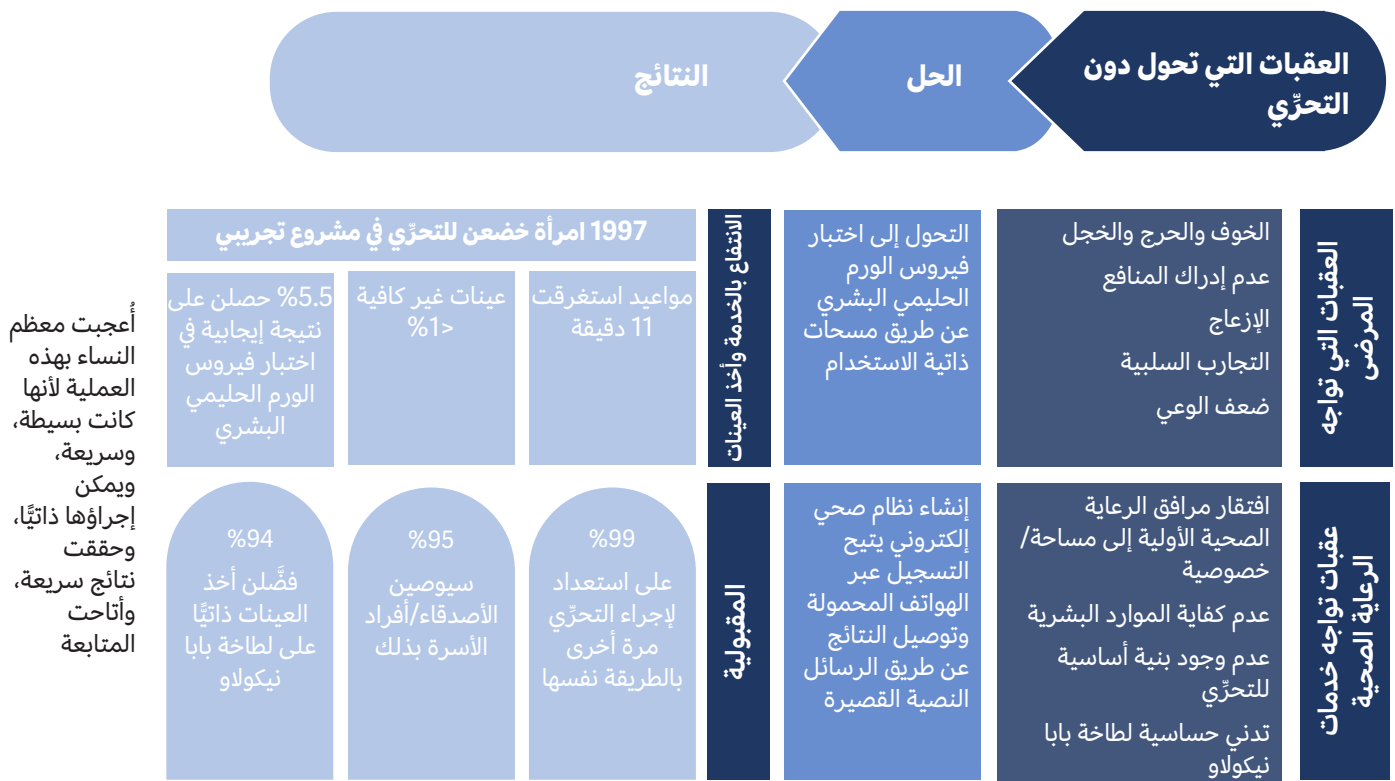 العقبات التي تحول دون
التحرِّي
الحل
النتائج
العقبات التي تواجه
المرضى
الخوف والحرج والخجل
عدم إدراك المنافع
الإزعاج
التجارب السلبية
ضعف الوعي
التحول إلى اختبار
فيروس الورم
الحليمي البشري
عن طريق مسحات
ذاتية الاستخدام
الانتفاع بالخدمة وأخذ العينات
1997 امرأة خضعن للتحرِّي في مشروع تجريبي
مواعيد استغرقت
11 دقيقة
عينات غير كافية
%1>
%5.5 حصلن على
نتيجة إيجابية في
اختبار فيروس
الورم الحليمي
البشري
عقبات تواجه خدمات
الرعاية الصحية
افتقار مرافق الرعاية
الصحية الأولية إلى مساحة/
خصوصية
عدم كفاية الموارد البشرية
عدم وجود بنية أساسية
للتحرِّي
تدني حساسية لطاخة بابا
نيكولاو
إنشاء نظام صحي
إلكتروني يتيح
التسجيل عبر
الهواتف المحمولة
وتوصيل النتائج
عن طريق الرسائل
النصية القصيرة
المقبولية
%99
على استعداد
لإجراء التحرِّي
مرة أخرى
بالطريقة نفسها
%95
سيوصين
الأصدقاء/أفراد
الأسرة بذلك
%94
فضَّلن أخذ
العينات ذاتيًّا
على لطاخة بابا
نيكولاو
أُعجبت معظم
النساء بهذه
العملية لأنها
كانت بسيطة،
وسريعة،
ويمكن
إجراؤها ذاتيًّا،
وحققت
نتائج سريعة،
وأتاحت
المتابعة